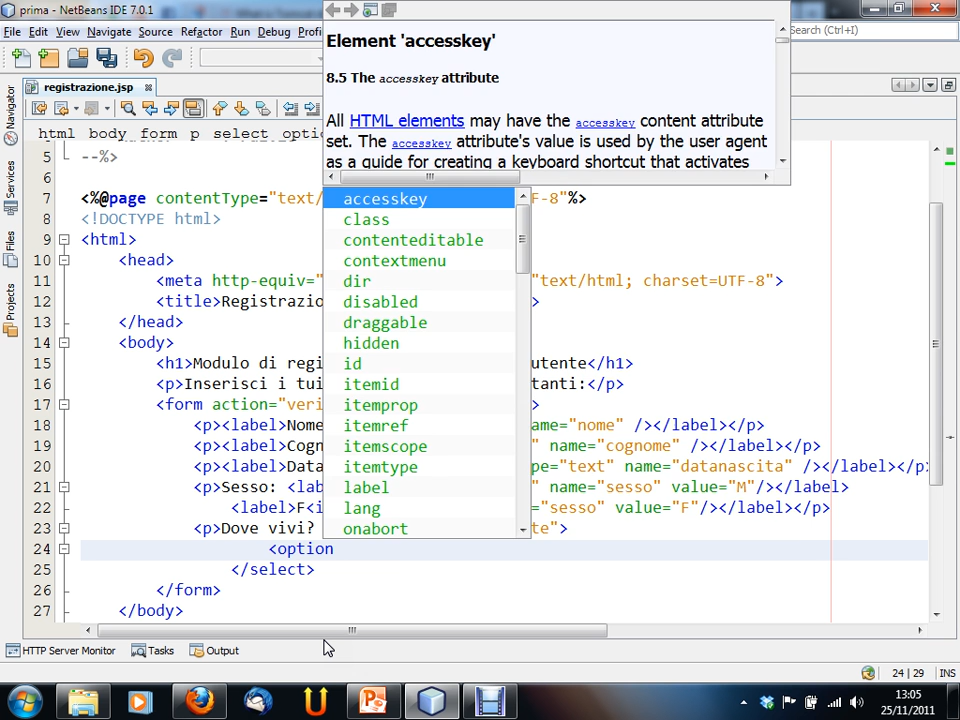 prima - NetBeans IDE 7.0.1
File Edit View Navigate Source Refactor Run Debug Profi
Search (Ctrl+I)
registrazione.jsp
html body form p select optio
Navigator
Services
Files
Projects
Element 'accesskey'
8.5 The accesskey attribute
All HTML elements may have the accesskey content attribute
set. The accesskey attribute's value is used by the user agent
as a guide for creating a keyboard shortcut that activates
accesskey
class
contenteditable
contextmenu
dir
disabled
draggable
hidden
id
itemid
itemprop
itemref
itemscope
itemtype
label
lang
onabort
5 --%>
6
7 <%@page contentType="text/ F-8"%>
8 <!DOCTYPE html>
9 <html>
10 <head>
11 <meta http-equiv=" "text/html; charset=UTF-8">
12 <title>Registrazio >
13 </head>
14 <body>
15 <h1>Modulo di regi utente</h1>
16 <p>Inserisci i tui tanti:</p>
17 <form action="veri >
18 <p><label>Nome ame="nome" /></label></p>
19 <p><label>Cogn " name="cognome" /></label></p>
20 <p><label>Data pe="text" name="datanascita" /></label></p>
21 <p>Sesso: <lab " name="sesso" value="M"/></label>
22 <label>F<i "sesso" value="F"/></label></p>
23 <p>Dove vivi? te">
24 <option
25 </select>
26 </form>
27 </body>
HTTP Server Monitor Tasks Output
24 | 29 INS
13:05
25/11/2011